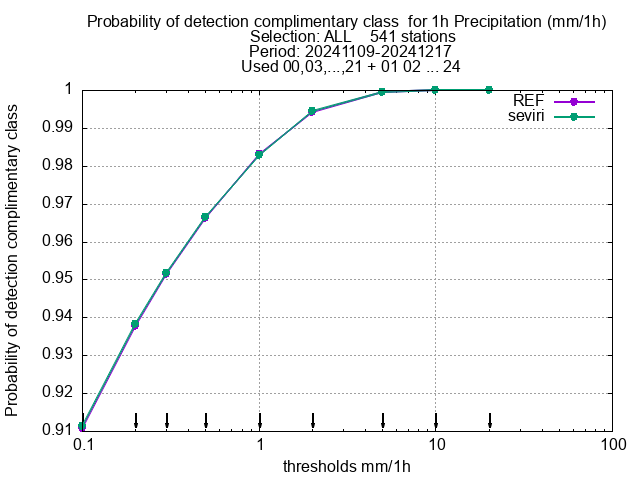 Probability of detection complimentary class  for 1h Precipitation (mm/1h)
Selection: ALL    541 stations
Period: 20241109-20241217
Used 00,03,...,21 + 01 02 ... 24
REF
seviri
Probability of detection complimentary class
1
0.99
0.98
0.97
0.96
0.95
0.94
0.93
0.92
0.91
0.1
1
10
100
thresholds mm/1h